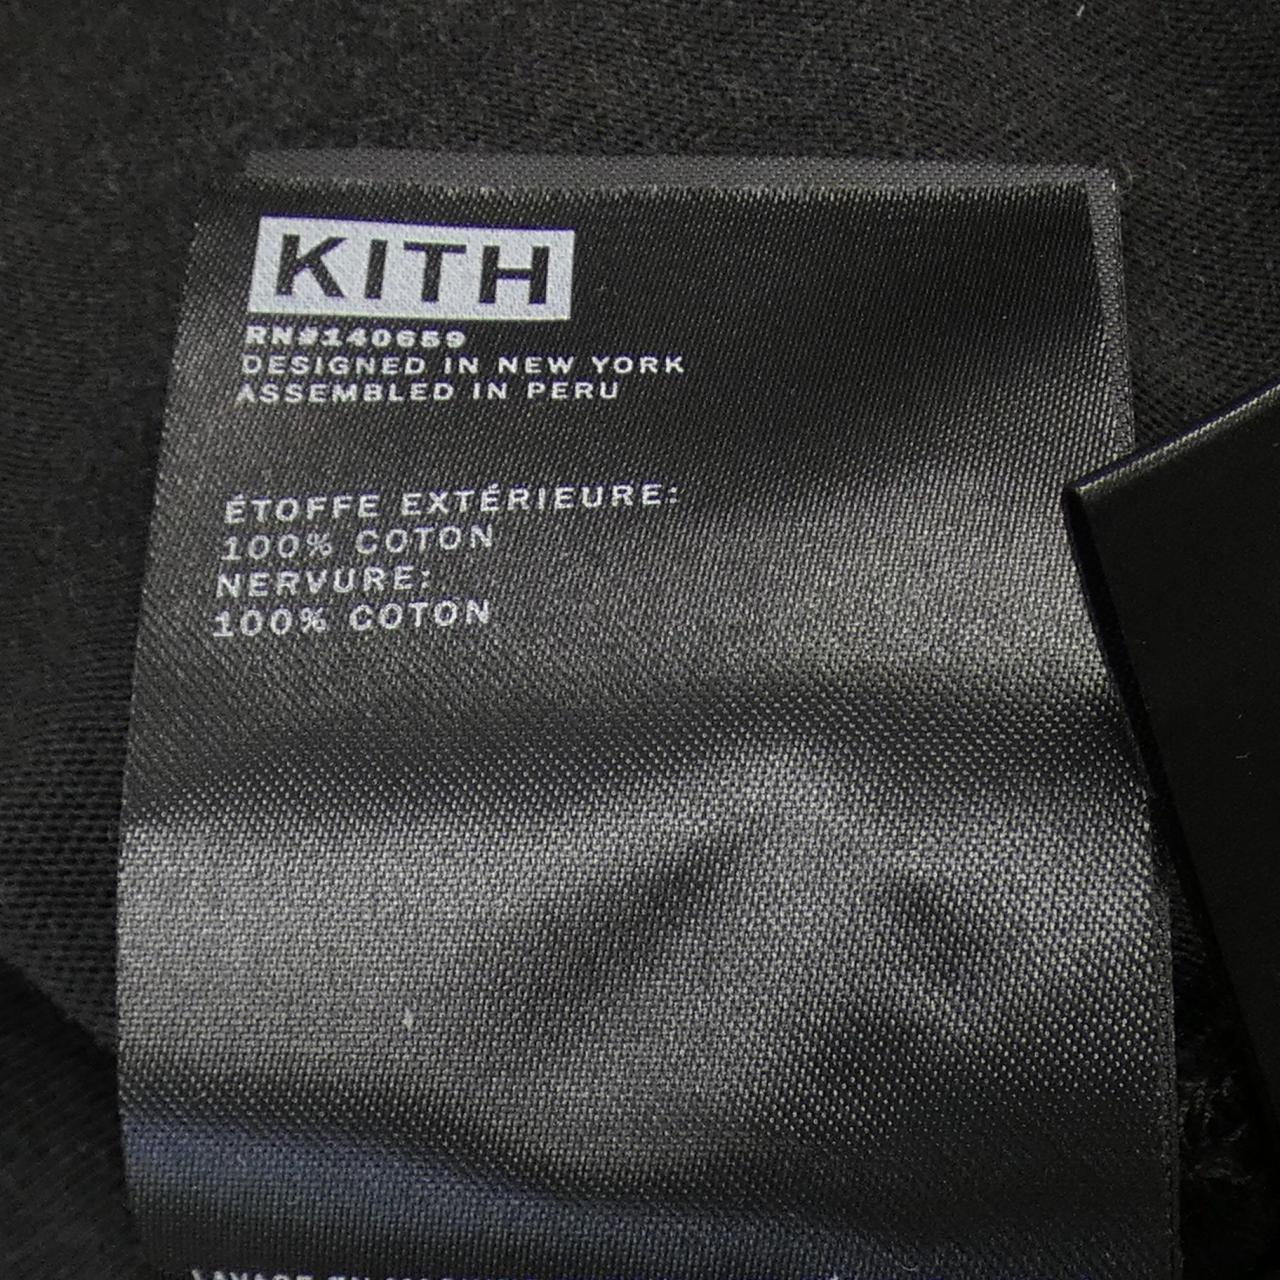 KITH
RN#140659
DESIGNED IN NEW YORK
ASSEMBLED IN PERU
ÉTOFFE EXTÉRIEURE:
100% COTON
NERVURE:
100% COTON